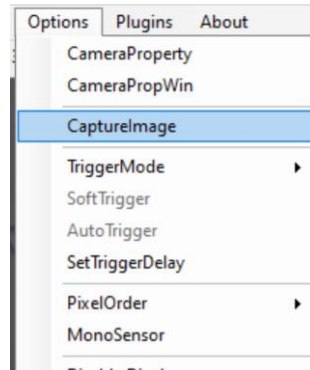 Options Plugins About
CameraProperty
CameraPropWin
CaptureImage
TriggerMode
SoftTrigger
AutoTrigger
SetTriggerDelay
PixelOrder
MonoSensor